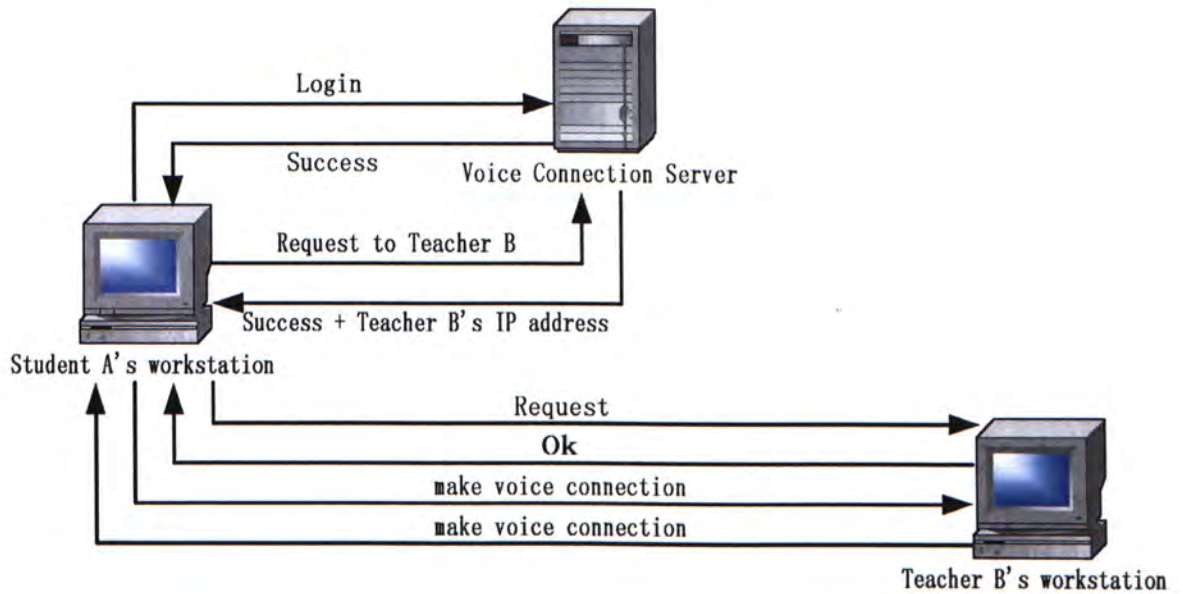 Login
Success
Voice Connection Server
Request to Teacher B
Success + Teacher B's IP address
Student A's workstation
Request
Ok
make voice connection
make voice connection
Teacher B's workstation